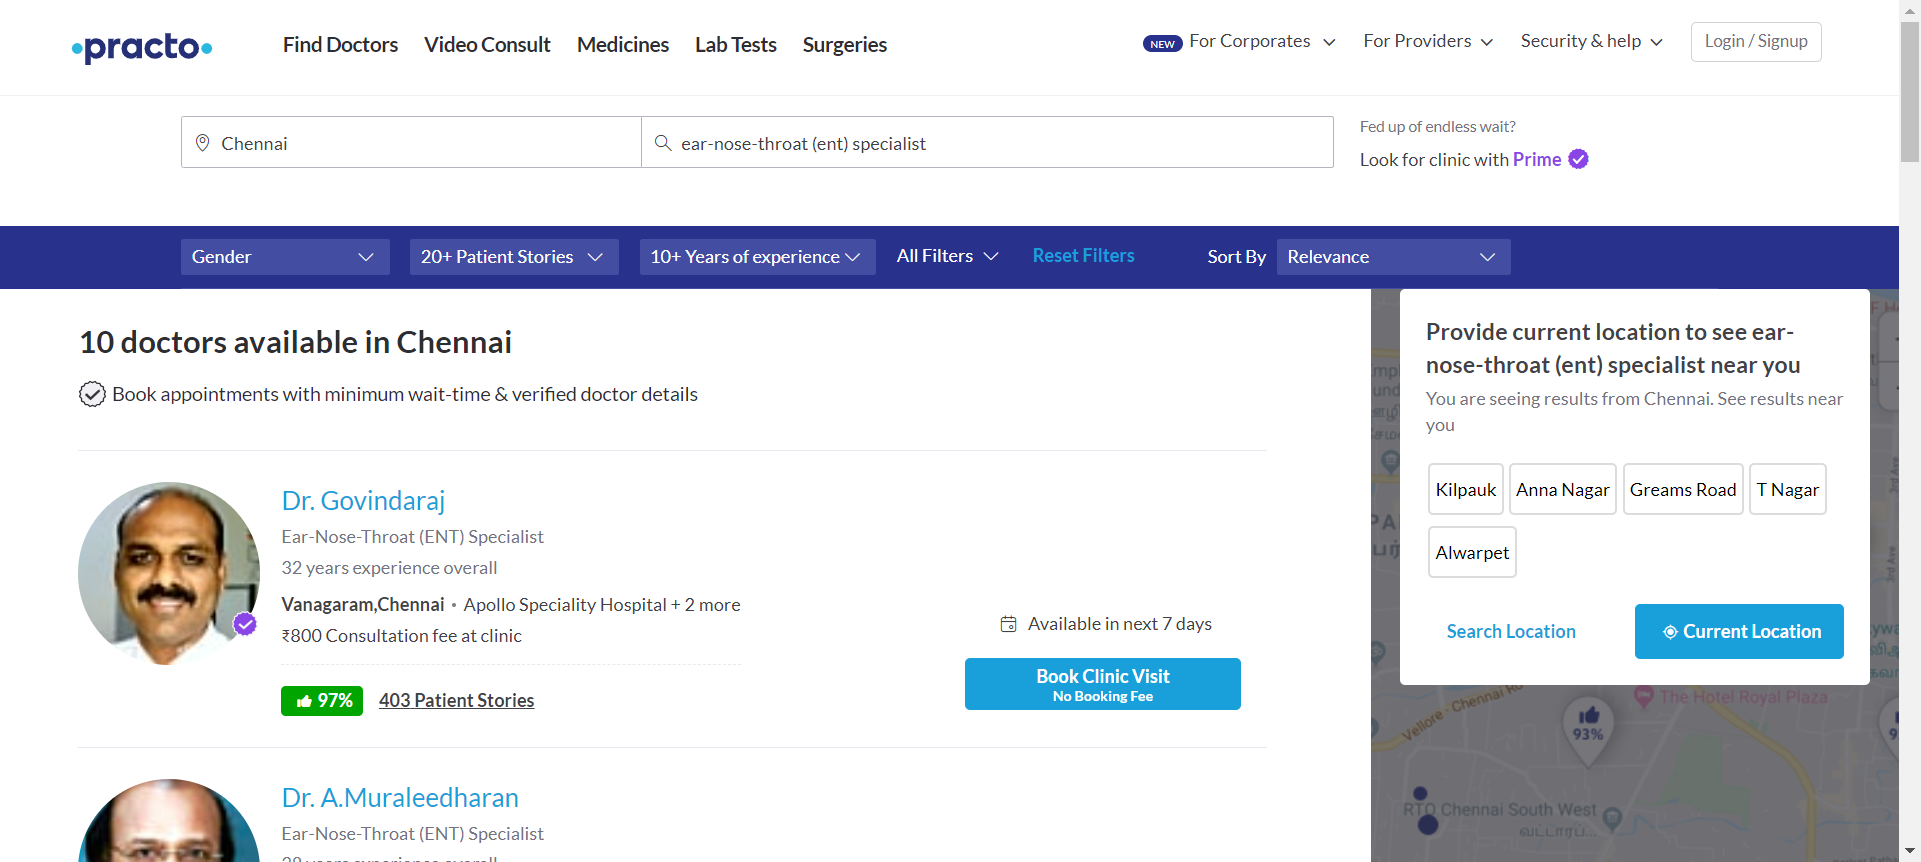 practo
Find Doctors
Video Consult
Medicines
Lab Tests
Surgeries
NEW For Corporates
For Providers
Security & help
Login / Signup
Chennai
ear-nose-throat (ent) specialist
Fed up of endless wait?
Look for clinic with Prime
Gender
20+ Patient Stories
10+ Years of experience
All Filters
Reset Filters
Sort By
Relevance
10 doctors available in Chennai
Book appointments with minimum wait-time & verified doctor details
Dr. Govindaraj
Ear-Nose-Throat (ENT) Specialist
32 years experience overall
Vanagaram,Chennai • Apollo Speciality Hospital + 2 more
₹800 Consultation fee at clinic
97%
403 Patient Stories
Available in next 7 days
Book Clinic Visit
No Booking Fee
Dr. A.Muraleedharan
Ear-Nose-Throat (ENT) Specialist
Provide current location to see ear-
nose-throat (ent) specialist near you
You are seeing results from Chennai. See results near
you
Kilpauk
Anna Nagar
Greams Road
T Nagar
Alwarpet
Search Location
Current Location
3rd Ave
Vellore - Chennai Ro
The Hotel Royal Plaza
93%
RTO Chennai South West
வட்டாரப்...